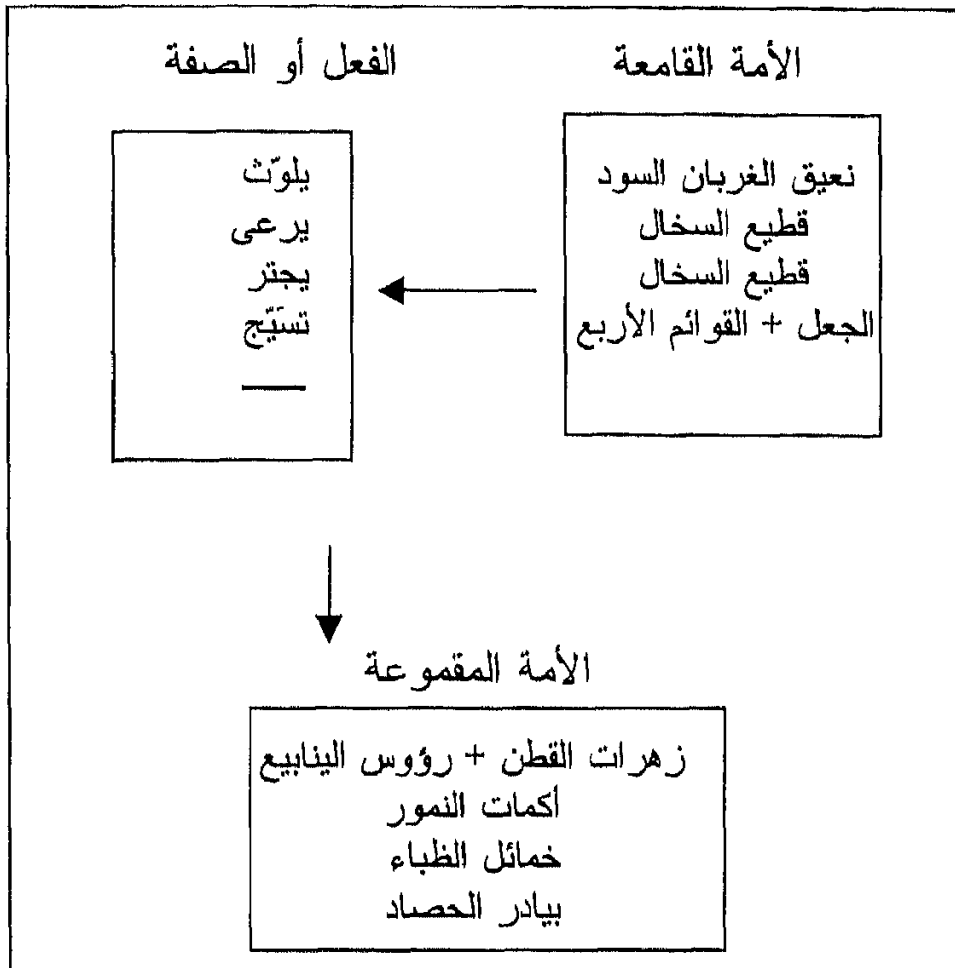 الأمة القامعة
نعيق الغربان السود
قطيع السخال
قطيع السخال
الجعل + القوائم الأربع
الفعل أو الصفة
يلوّث
يرعى
يجتر
تسَيّج
الأمة المقموعة
زهرات القطن + رؤوس الينابيع
أكمات النمور
خمائل الظباء
بيادر الحصاد